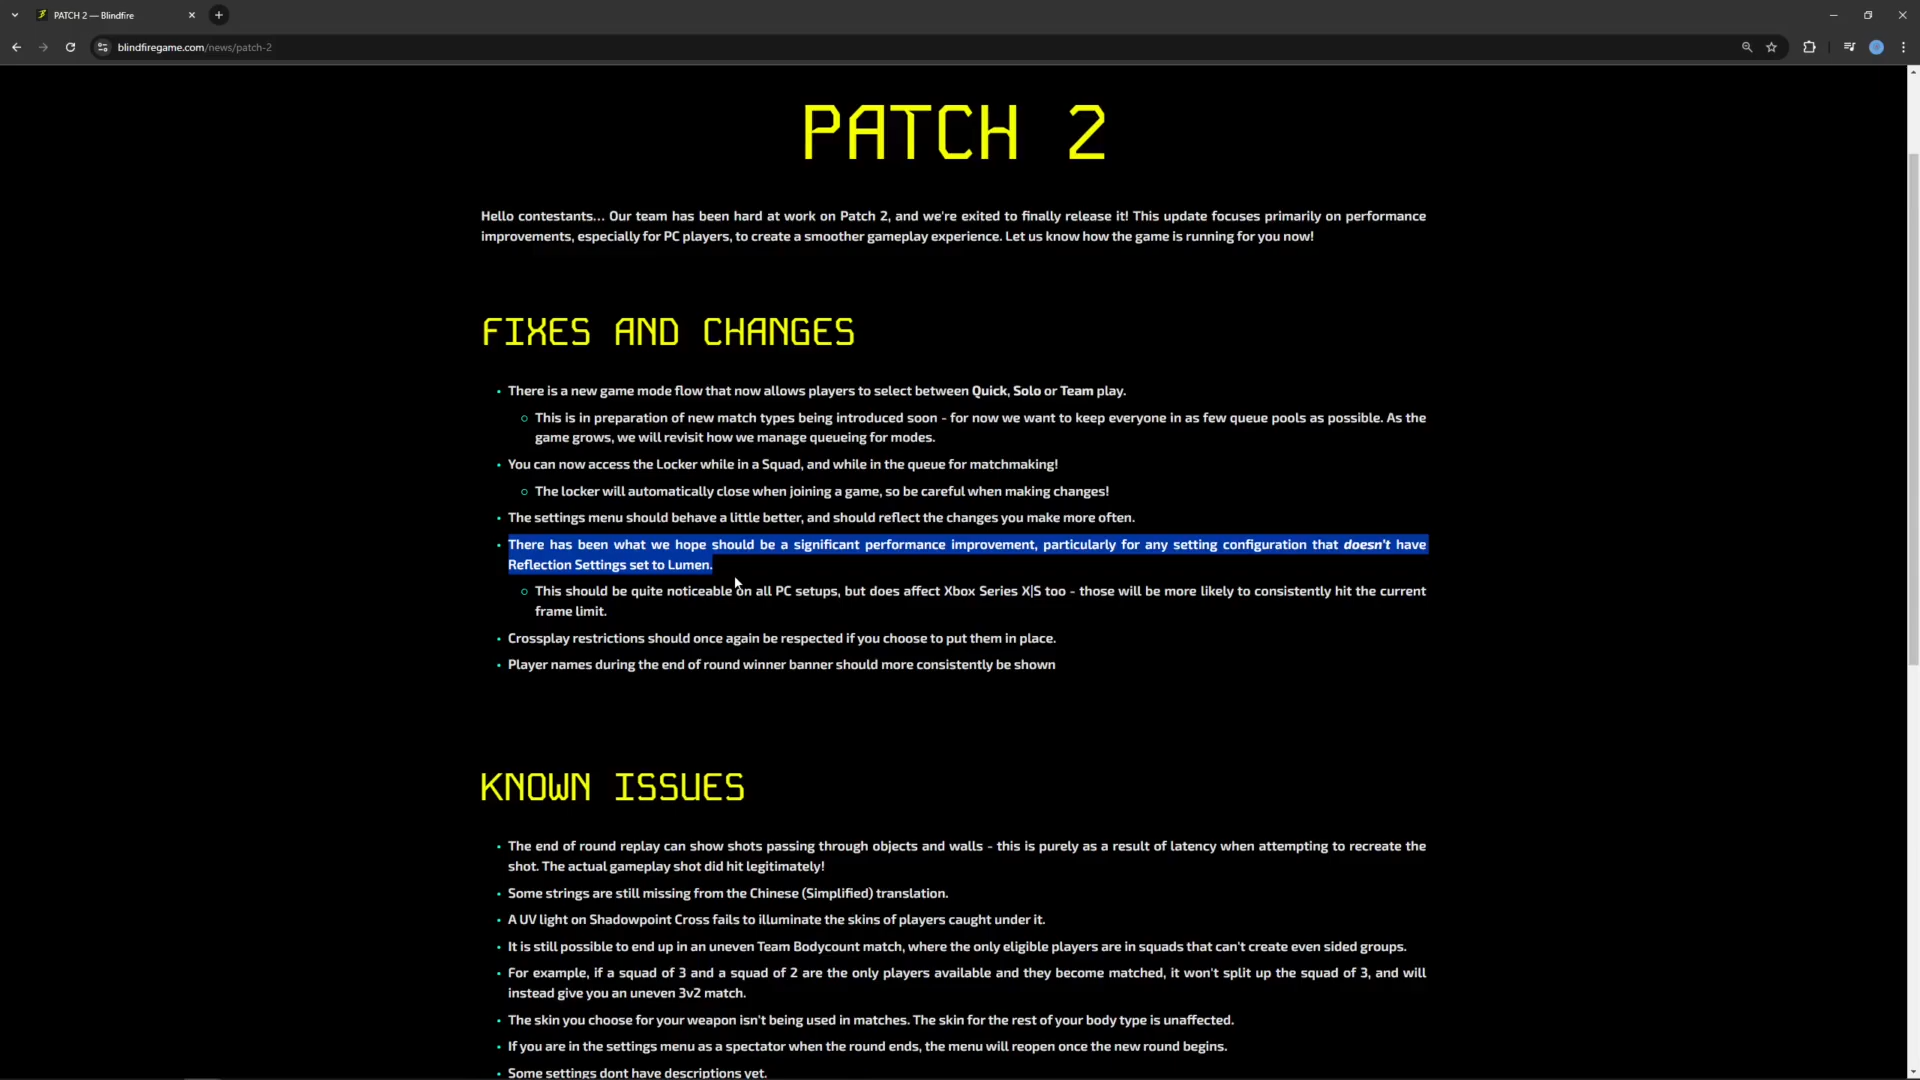 PATCH 2 — Blindfire
blindfiregame.com/news/patch-2
PATCH 2
Hello contestants... Our team has been hard at work on Patch 2, and we're exited to finally release it! This update focuses primarily on performance
improvements, especially for PC players, to create a smoother gameplay experience. Let us know how the game is running for you now!
FIXES AND CHANGES
• There is a new game mode flow that now allows players to select between Quick, Solo or Team play.
○ This is in preparation of new match types being introduced soon - for now we want to keep everyone in as few queue pools as possible. As the
game grows, we will revisit how we manage queueing for modes.
• You can now access the Locker while in a Squad, and while in the queue for matchmaking!
○ The locker will automatically close when joining a game, so be careful when making changes!
• The settings menu should behave a little better, and should reflect the changes you make more often.
• There has been what we hope should be a significant performance improvement, particularly for any setting configuration that doesn't have
Reflection Settings set to Lumen.
○ This should be quite noticeable on all PC setups, but does affect Xbox Series X|S too - those will be more likely to consistently hit the current
frame limit.
• Crossplay restrictions should once again be respected if you choose to put them in place.
• Player names during the end of round winner banner should more consistently be shown
KNOWN ISSUES
• The end of round replay can show shots passing through objects and walls - this is purely as a result of latency when attempting to recreate the
shot. The actual gameplay shot did hit legitimately!
• Some strings are still missing from the Chinese (Simplified) translation.
• A UV light on Shadowpoint Cross fails to illuminate the skins of players caught under it.
• It is still possible to end up in an uneven Team Bodycount match, where the only eligible players are in squads that can't create even sided groups.
• For example, if a squad of 3 and a squad of 2 are the only players available and they become matched, it won't split up the squad of 3, and will
instead give you an uneven 3v2 match.
• The skin you choose for your weapon isn't being used in matches. The skin for the rest of your body type is unaffected.
• If you are in the settings menu as a spectator when the round ends, the menu will reopen once the new round begins.
• Some settings dont have descriptions yet.